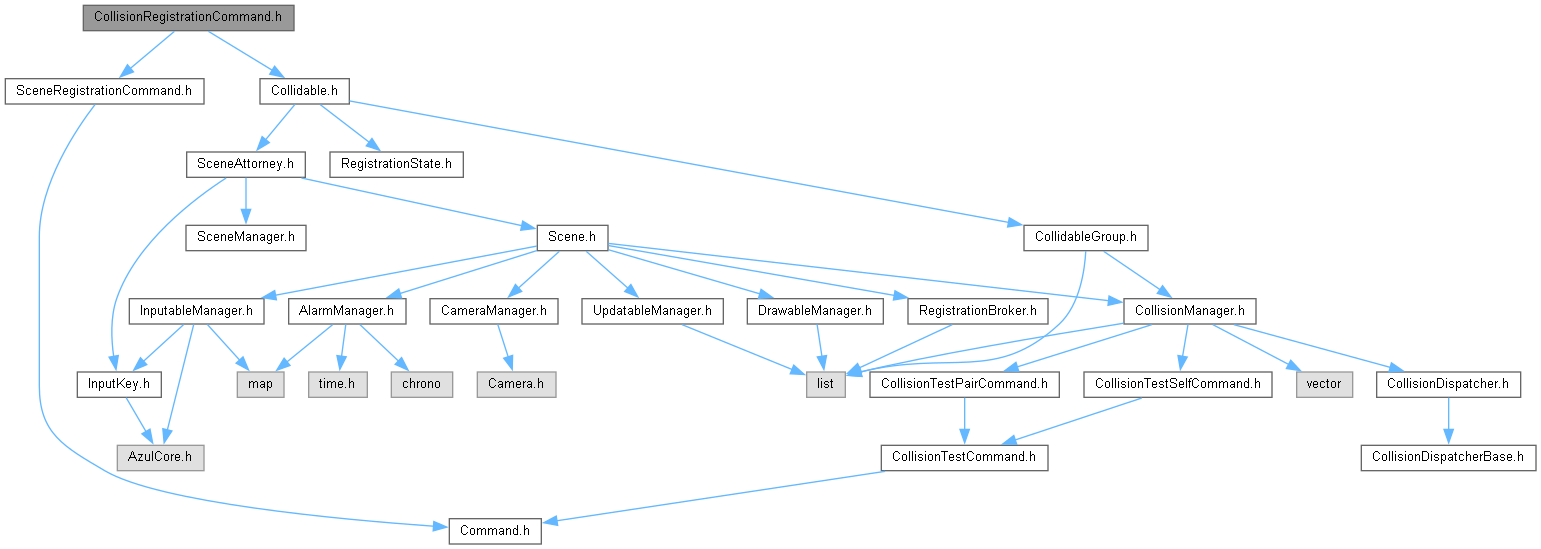 CollisionRegistrationCommand.h
SceneRegistrationCommand.h
Collidable.h
SceneAttorney.h
RegistrationState.h
SceneManager.h
Scene.h
CollidableGroup.h
InputableManager.h
AlarmManager.h
CameraManager.h
UpdatableManager.h
DrawableManager.h
RegistrationBroker.h
CollisionManager.h
InputKey.h
map
time.h
chrono
Camera.h
list
CollisionTestPairCommand.h
CollisionTestSelfCommand.h
vector
CollisionDispatcher.h
AzulCore.h
CollisionTestCommand.h
CollisionDispatcherBase.h
Command.h